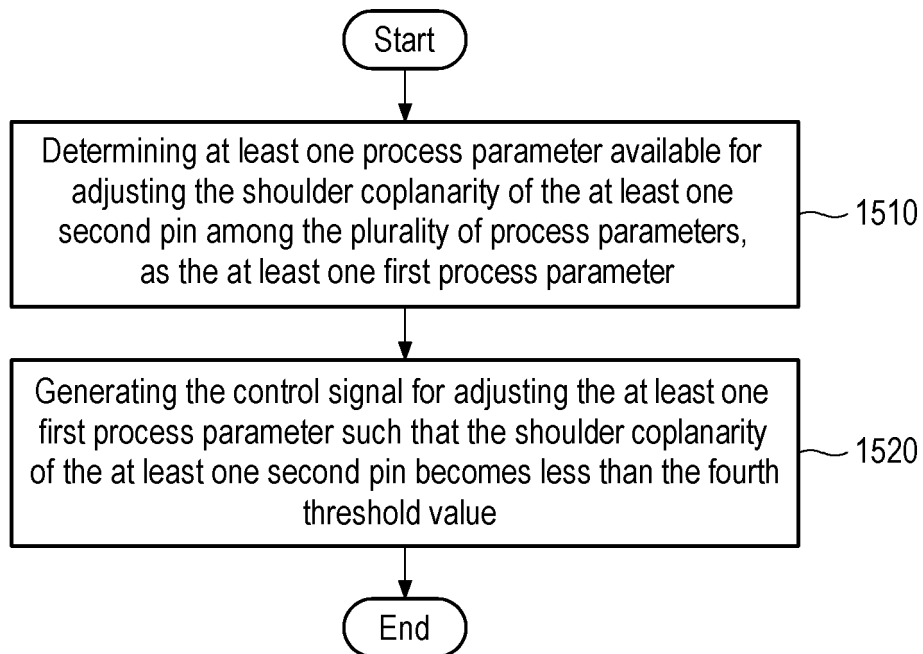 Start
Determining at least one process parameter available for
adjusting the shoulder coplanarity of the at least one
second pin among the plurality of process parameters,
as the at least one first process parameter
1510
Generating the control signal for adjusting the at least one
first process parameter such that the shoulder coplanarity
of the at least one second pin becomes less than the fourth
threshold value
1520
End